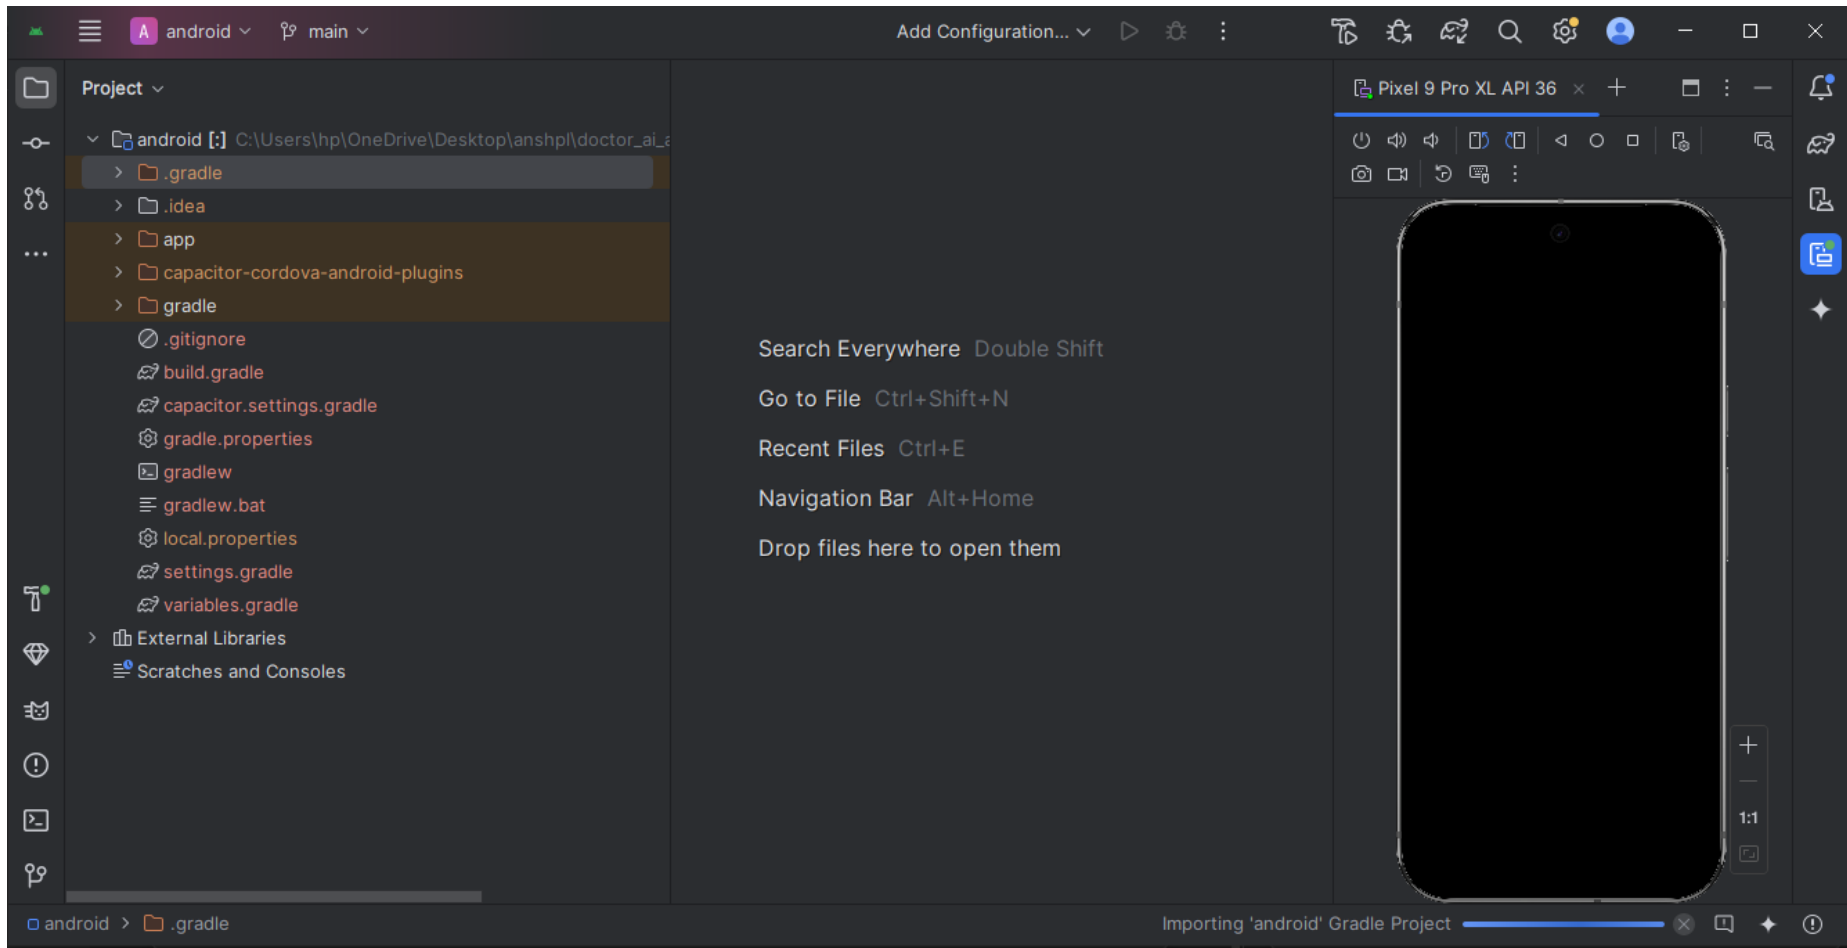 A android main Add Configuration...
Project
Pixel 9 Pro XL API 36
android [:] C:\Users\hp\OneDrive\Desktop\anshpl\doctor_ai_a
.gradle
.idea
app
capacitor-cordova-android-plugins
gradle
.gitignore
build.gradle
capacitor.settings.gradle
gradle.properties
gradlew
gradlew.bat
local.properties
settings.gradle
variables.gradle
External Libraries
Scratches and Consoles
Search Everywhere Double Shift
Go to File Ctrl+Shift+N
Recent Files Ctrl+E
Navigation Bar Alt+Home
Drop files here to open them
1:1
android > .gradle
Importing 'android' Gradle Project